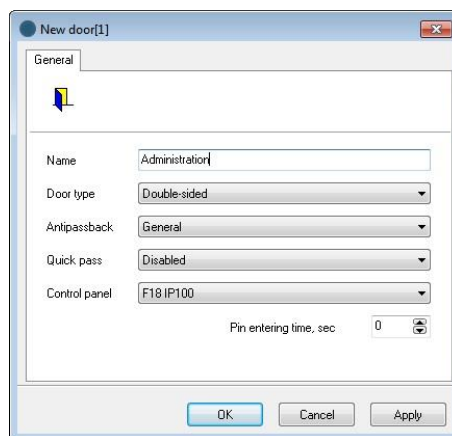 New door[1]
General
Name Administration
Door type Double-sided
Antipassback General
Quick pass Disabled
Control panel F18 IP100
Pin entering time, sec 0
OK Cancel Apply